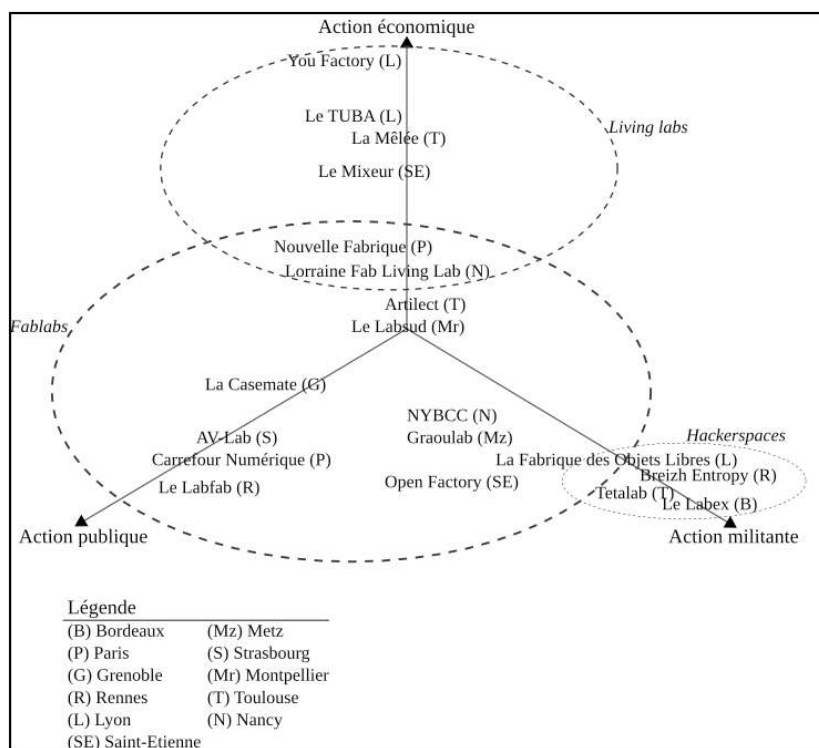 Action économique
You Factory (L)
Le TUBA (L)
Living labs
La Mêlée (T)
Le Mixeur (SE)
Nouvelle Fabrique (P)
Lorraine Fab Living Lab (N)
Artilect (T)
Fablabs
Le Labsud (Mr)
La Casemate (G)
NYBCC (N)
AV-Lab (S)
Graoulab (Mz)
Hackerspaces
Carrefour Numérique (P)
La Fabrique des Objets Libres (L)
Breizh Entropy (R)
Le Labfab (R)
Open Factory (SE)
Tetalab (T)
Le Labex (B)
Action publique
Action militante
Légende
(B) Bordeaux (Mz) Metz
(P) Paris (S) Strasbourg
(G) Grenoble (Mr) Montpellier
(R) Rennes (T) Toulouse
(L) Lyon (N) Nancy
(SE) Saint-Etienne